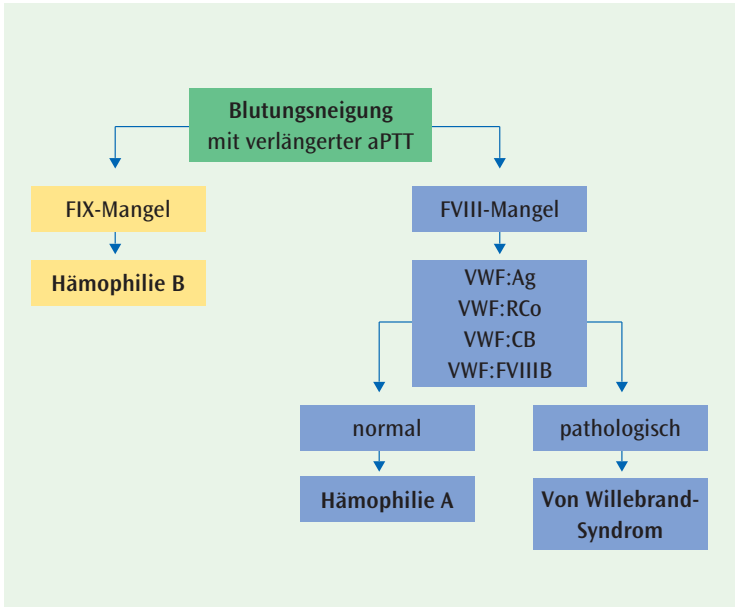 Blutungsneigung
mit verlängerter aPTT
FIX-Mangel
FVIII-Mangel
Hämophilie B
VWF:Ag
VWF:RCo
VWF:CB
VWF:FVIIIB
normal
pathologisch
Hämophilie A
Von Willebrand-
Syndrom